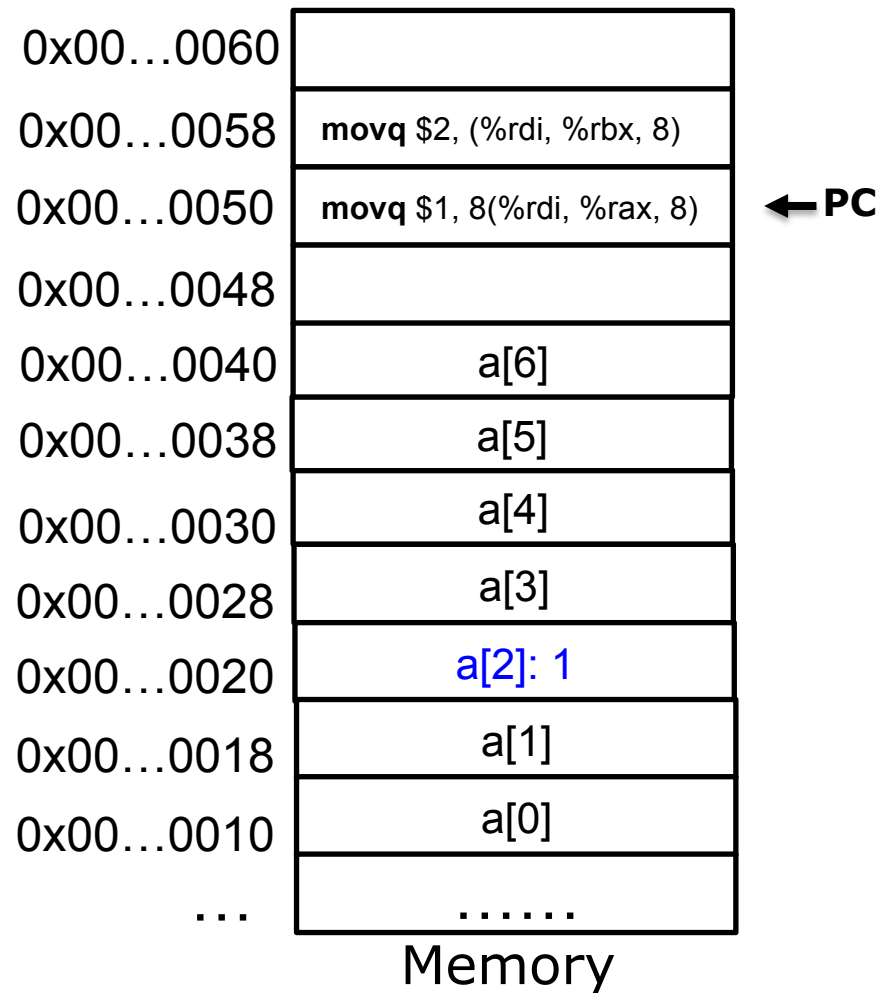 0x00…0060
0x00…0058 movq $2, (%rdi, %rbx, 8)
0x00…0050 movq $1, 8(%rdi, %rax, 8) PC
0x00…0048
0x00…0040 a[6]
0x00…0038 a[5]
0x00…0030 a[4]
0x00…0028 a[3]
0x00…0020 a[2]: 1
0x00…0018 a[1]
0x00…0010 a[0]
… ……
Memory